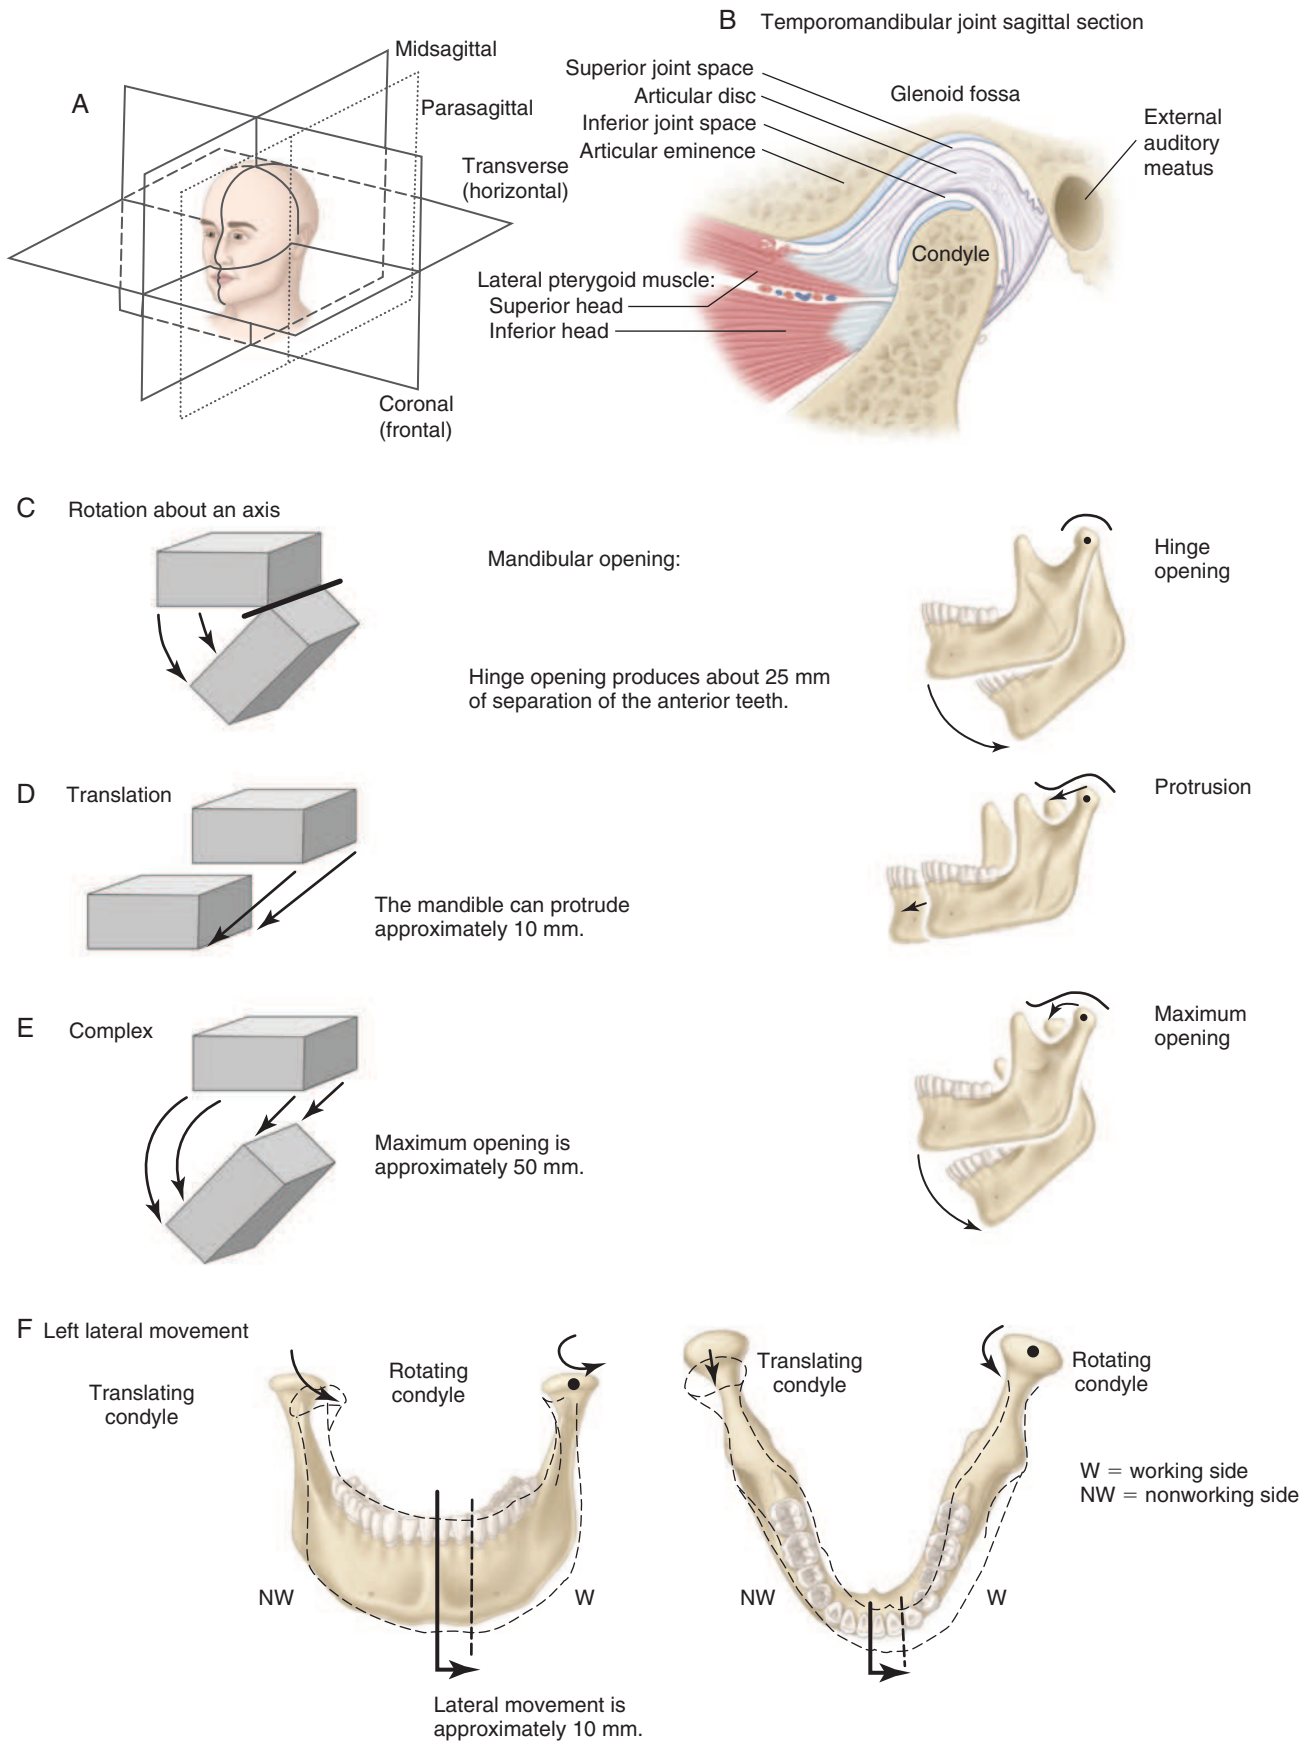 A
Midsagittal
Parasagittal
Transverse
(horizontal)
Coronal
(frontal)
B Temporomandibular joint sagittal section
Superior joint space
Articular disc
Inferior joint space
Articular eminence
Glenoid fossa
External
auditory
meatus
Condyle
Lateral pterygoid muscle:
Superior head
Inferior head
C Rotation about an axis
Mandibular opening:
Hinge
opening
Hinge opening produces about 25 mm
of separation of the anterior teeth.
D Translation
Protrusion
The mandible can protrude
approximately 10 mm.
E Complex
Maximum
opening
Maximum opening is
approximately 50 mm.
F Left lateral movement
Translating
condyle
Rotating
condyle
Translating
condyle
Rotating
condyle
W = working side
NW = nonworking side
NW
W
NW
W
Lateral movement is
approximately 10 mm.